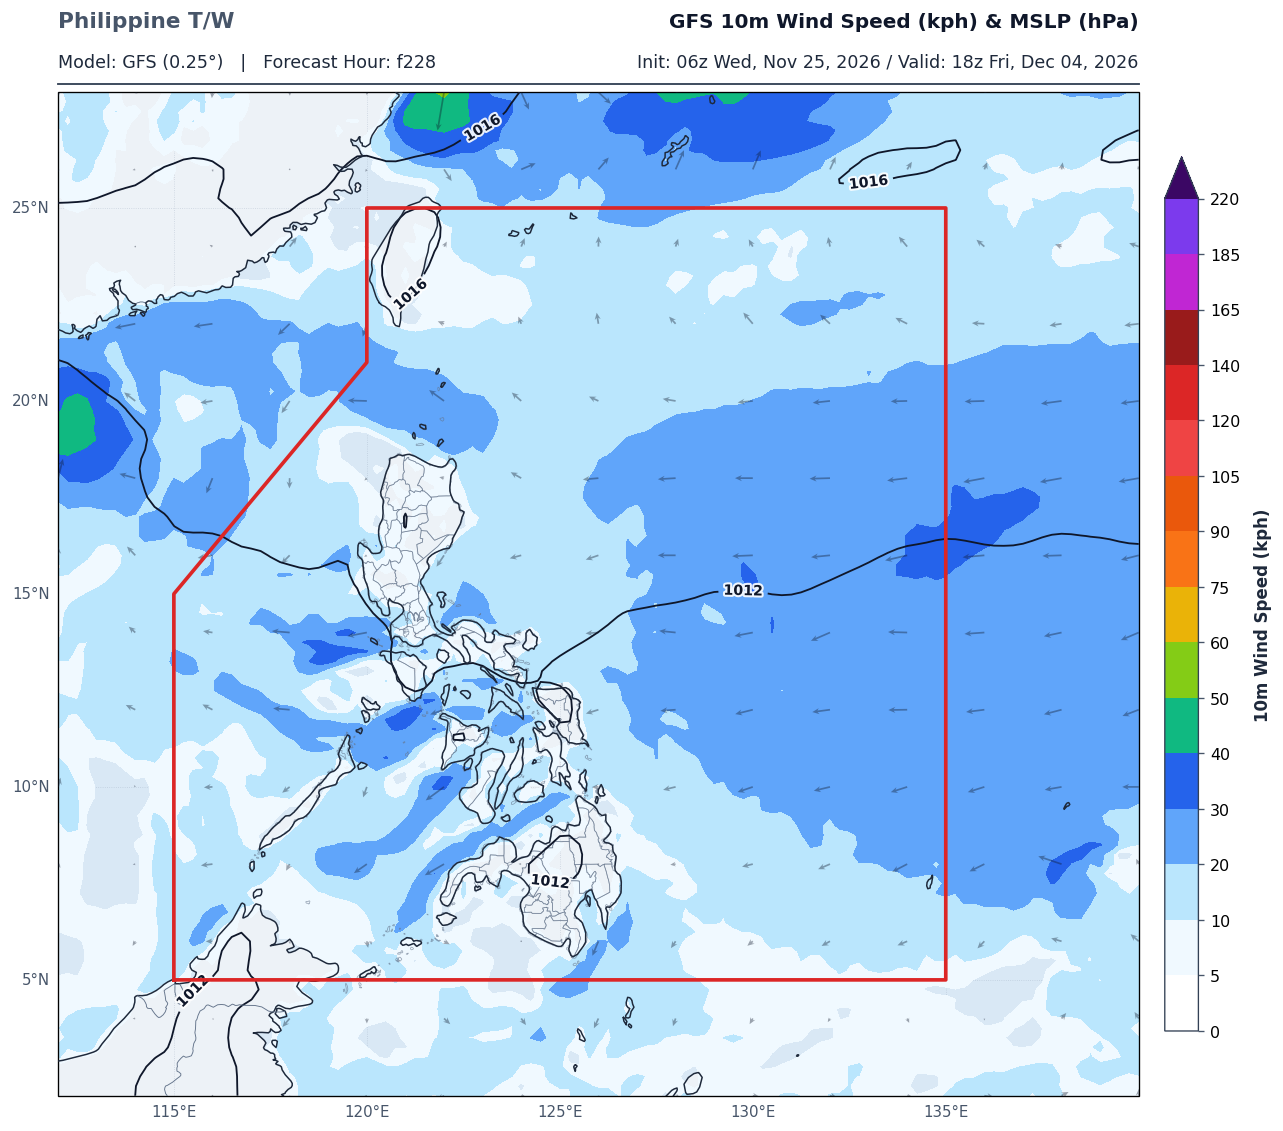 Philippine T/W
GFS 10m Wind Speed (kph) & MSLP (hPa)
Model: GFS (0.25°)   |   Forecast Hour: f228
Init: 06z Wed, Nov 25, 2026 / Valid: 18z Fri, Dec 04, 2026
1016
1016
1016
1012
1012
1012
25°N
20°N
15°N
10°N
5°N
115°E
120°E
125°E
130°E
135°E
220
185
165
140
120
105
90
75
60
50
40
30
20
10
5
0
10m Wind Speed (kph)